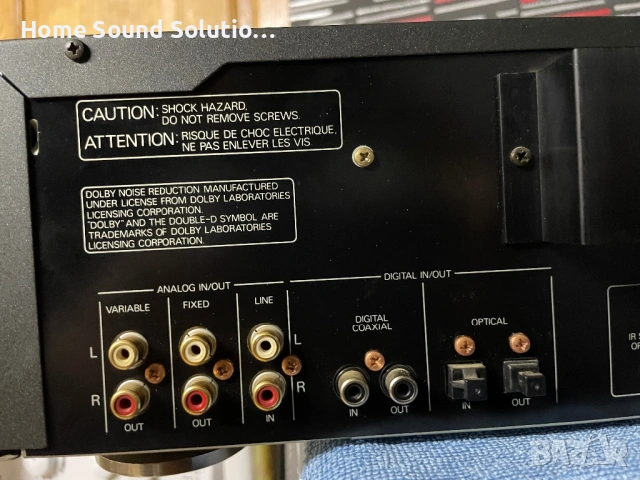 Home Sound Solutio...
CAUTION: SHOCK HAZARD,
DO NOT REMOVE SCREWS.
ATTENTION: RISQUE DE CHOC ELECTRIQUE,
NE PAS ENLEVER LES VIS
DOLBY NOISE REDUCTION MANUFACTURED
UNDER LICENSE FROM DOLBY LABORATORIES
LICENSING CORPORATION.
"DOLBY" AND THE DOUBLE-D SYMBOL ARE
TRADEMARKS OF DOLBY LABORATORIES
LICENSING CORPORATION.
ANALOG IN/OUT
DIGITAL IN/OUT
VARIABLE FIXED LINE
DIGITAL
COAXIAL
OPTICAL
IR
L L
R R
OUT OUT IN
IN OUT
IN OUT
bazar.bg